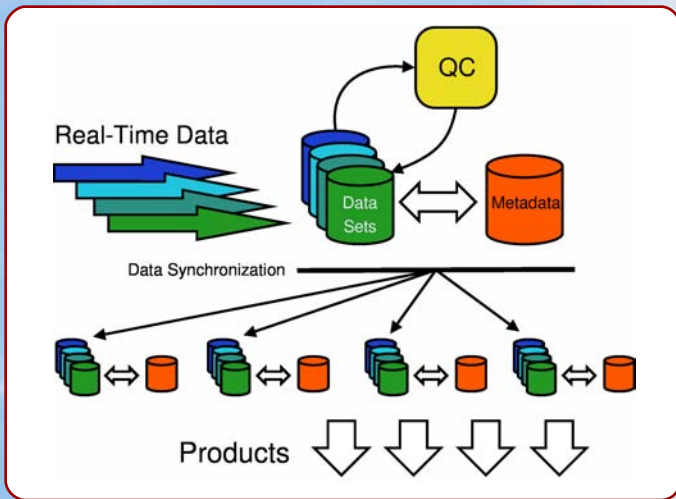 QC
Real-Time Data
Data
Sets
Metadata
Data Synchronization
Products